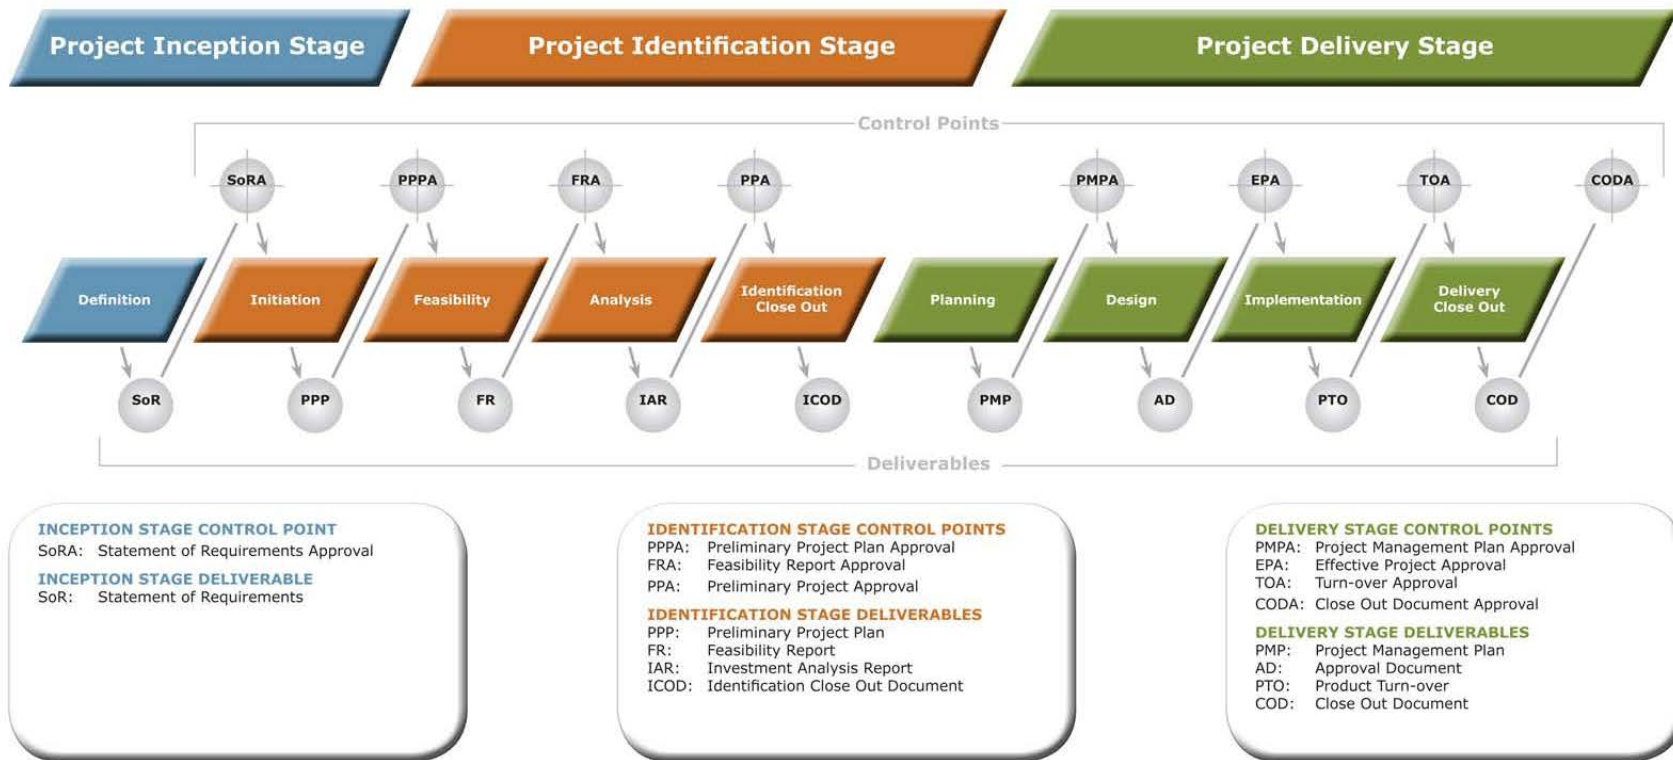 Project Inception Stage
Project Identification Stage
Project Delivery Stage
Control Points
SoRA
PPPA
FRA
PPA
PMPA
EPA
TOA
CODA
Definition
Initiation
Feasibility
Analysis
Identification
Close Out
Planning
Design
Implementation
Delivery
Close Out
SoR
PPP
FR
IAR
ICOD
PMP
AD
PTO
COD
Deliverables
INCEPTION STAGE CONTROL POINT
SoRA: Statement of Requirements Approval
INCEPTION STAGE DELIVERABLE
SoR: Statement of Requirements
IDENTIFICATION STAGE CONTROL POINTS
PPPA: Preliminary Project Plan Approval
FRA: Feasibility Report Approval
PPA: Preliminary Project Approval
IDENTIFICATION STAGE DELIVERABLES
PPP: Preliminary Project Plan
FR: Feasibility Report
IAR: Investment Analysis Report
ICOD: Identification Close Out Document
DELIVERY STAGE CONTROL POINTS
PMPA: Project Management Plan Approval
EPA: Effective Project Approval
TOA: Turn-over Approval
CODA: Close Out Document Approval
DELIVERY STAGE DELIVERABLES
PMP: Project Management Plan
AD: Approval Document
PTO: Product Turn-over
COD: Close Out Document